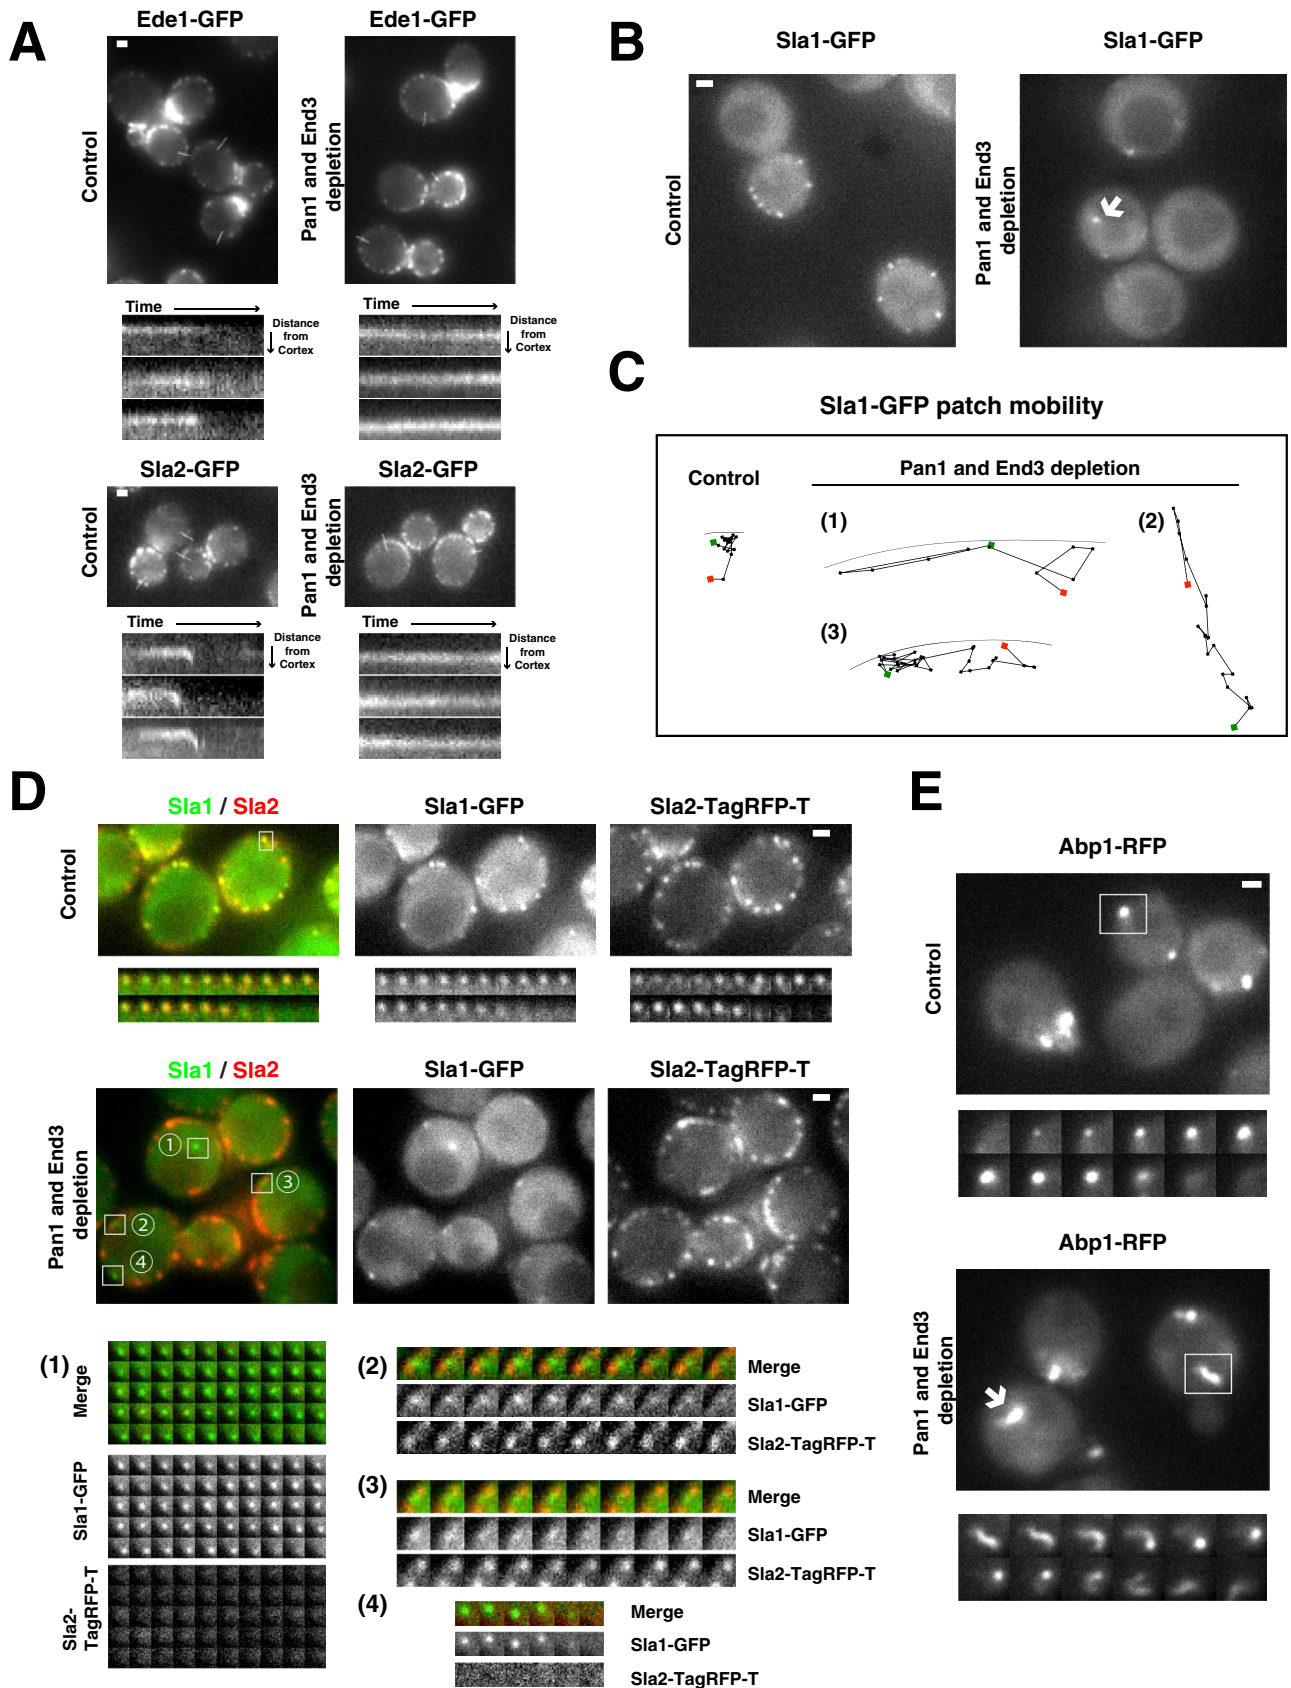 A
Ede1-GFP
Ede1-GFP
Control
Pan1 and End3
depletion
Time
Distance
from
Cortex
Time
Distance
from
Cortex
Sla2-GFP
Sla2-GFP
Control
Pan1 and End3
depletion
Time
Distance
from
Cortex
Time
Distance
from
Cortex
B
Sla1-GFP
Sla1-GFP
Control
Pan1 and End3
depletion
C
Sla1-GFP patch mobility
Control
Pan1 and End3 depletion
(1)
(2)
(3)
D
Sla1 / Sla2
Sla1-GFP
Sla2-TagRFP-T
Control
Sla1 / Sla2
Sla1-GFP
Sla2-TagRFP-T
Pan1 and End3
depletion
1
2
3
4
(1)
Merge
Sla1-GFP
Sla2-
TagRFP-T
(2)
Merge
Sla1-GFP
Sla2-TagRFP-T
(3)
Merge
Sla1-GFP
Sla2-TagRFP-T
(4)
Merge
Sla1-GFP
Sla2-TagRFP-T
E
Abp1-RFP
Control
Abp1-RFP
Pan1 and End3
depletion